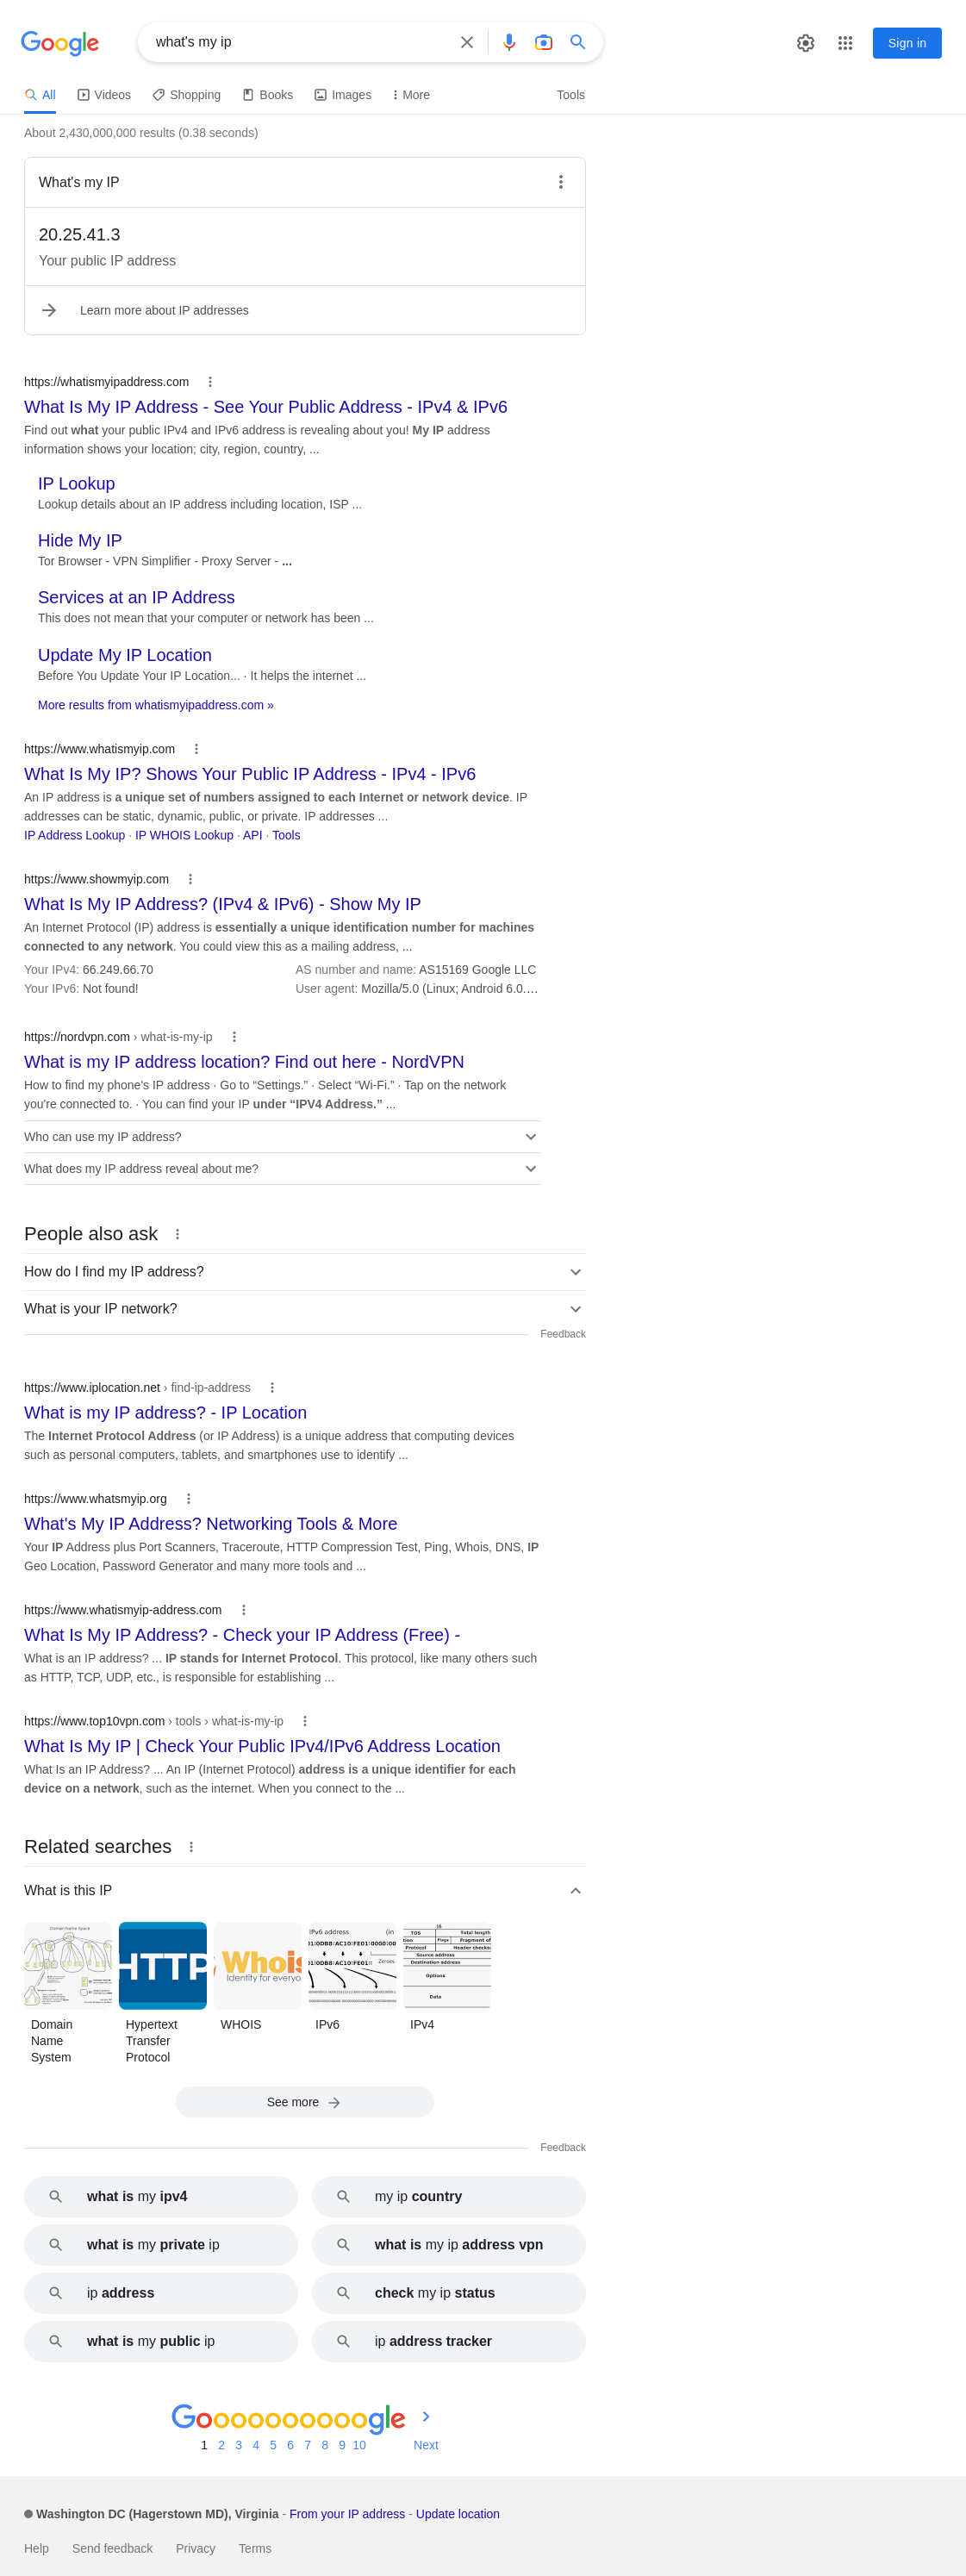 Google
what's my ip
Sign in
All Videos Shopping Books Images More Tools
About 2,430,000,000 results (0.38 seconds)
What's my IP
20.25.41.3
Your public IP address
Learn more about IP addresses
https://whatismyipaddress.com
What Is My IP Address - See Your Public Address - IPv4 & IPv6
Find out what your public IPv4 and IPv6 address is revealing about you! My IP address
information shows your location; city, region, country, ...
IP Lookup
Lookup details about an IP address including location, ISP ...
Hide My IP
Tor Browser - VPN Simplifier - Proxy Server - ...
Services at an IP Address
This does not mean that your computer or network has been ...
Update My IP Location
Before You Update Your IP Location... · It helps the internet ...
More results from whatismyipaddress.com »
https://www.whatismyip.com
What Is My IP? Shows Your Public IP Address - IPv4 - IPv6
An IP address is a unique set of numbers assigned to each Internet or network device. IP
addresses can be static, dynamic, public, or private. IP addresses ...
IP Address Lookup · IP WHOIS Lookup · API · Tools
https://www.showmyip.com
What Is My IP Address? (IPv4 & IPv6) - Show My IP
An Internet Protocol (IP) address is essentially a unique identification number for machines
connected to any network. You could view this as a mailing address, ...
Your IPv4: 66.249.66.70 AS number and name: AS15169 Google LLC
Your IPv6: Not found! User agent: Mozilla/5.0 (Linux; Android 6.0....
https://nordvpn.com › what-is-my-ip
What is my IP address location? Find out here - NordVPN
How to find my phone's IP address · Go to “Settings.” · Select “Wi-Fi.” · Tap on the network
you're connected to. · You can find your IP under “IPV4 Address.” ...
Who can use my IP address?
What does my IP address reveal about me?
People also ask
How do I find my IP address?
What is your IP network?
Feedback
https://www.iplocation.net › find-ip-address
What is my IP address? - IP Location
The Internet Protocol Address (or IP Address) is a unique address that computing devices
such as personal computers, tablets, and smartphones use to identify ...
https://www.whatsmyip.org
What's My IP Address? Networking Tools & More
Your IP Address plus Port Scanners, Traceroute, HTTP Compression Test, Ping, Whois, DNS, IP
Geo Location, Password Generator and many more tools and ...
https://www.whatismyip-address.com
What Is My IP Address? - Check your IP Address (Free) -
What is an IP address? ... IP stands for Internet Protocol. This protocol, like many others such
as HTTP, TCP, UDP, etc., is responsible for establishing ...
https://www.top10vpn.com › tools › what-is-my-ip
What Is My IP | Check Your Public IPv4/IPv6 Address Location
What Is an IP Address? ... An IP (Internet Protocol) address is a unique identifier for each
device on a network, such as the internet. When you connect to the ...
Related searches
What is this IP
Domain Name Space
HTTP
Whois
Identity for everyo
IPv6 address (in
Zeroes
16
TOS Total length
Flags Fragment of
Protocol Header checksu
Source address
Destination address
Options
Data
Domain Name System
Hypertext Transfer Protocol
WHOIS
IPv6
IPv4
See more
Feedback
what is my ipv4
my ip country
what is my private ip
what is my ip address vpn
ip address
check my ip status
what is my public ip
ip address tracker
Goooooooooogle
1 2 3 4 5 6 7 8 9 10 Next
Washington DC (Hagerstown MD), Virginia - From your IP address - Update location
Help Send feedback Privacy Terms